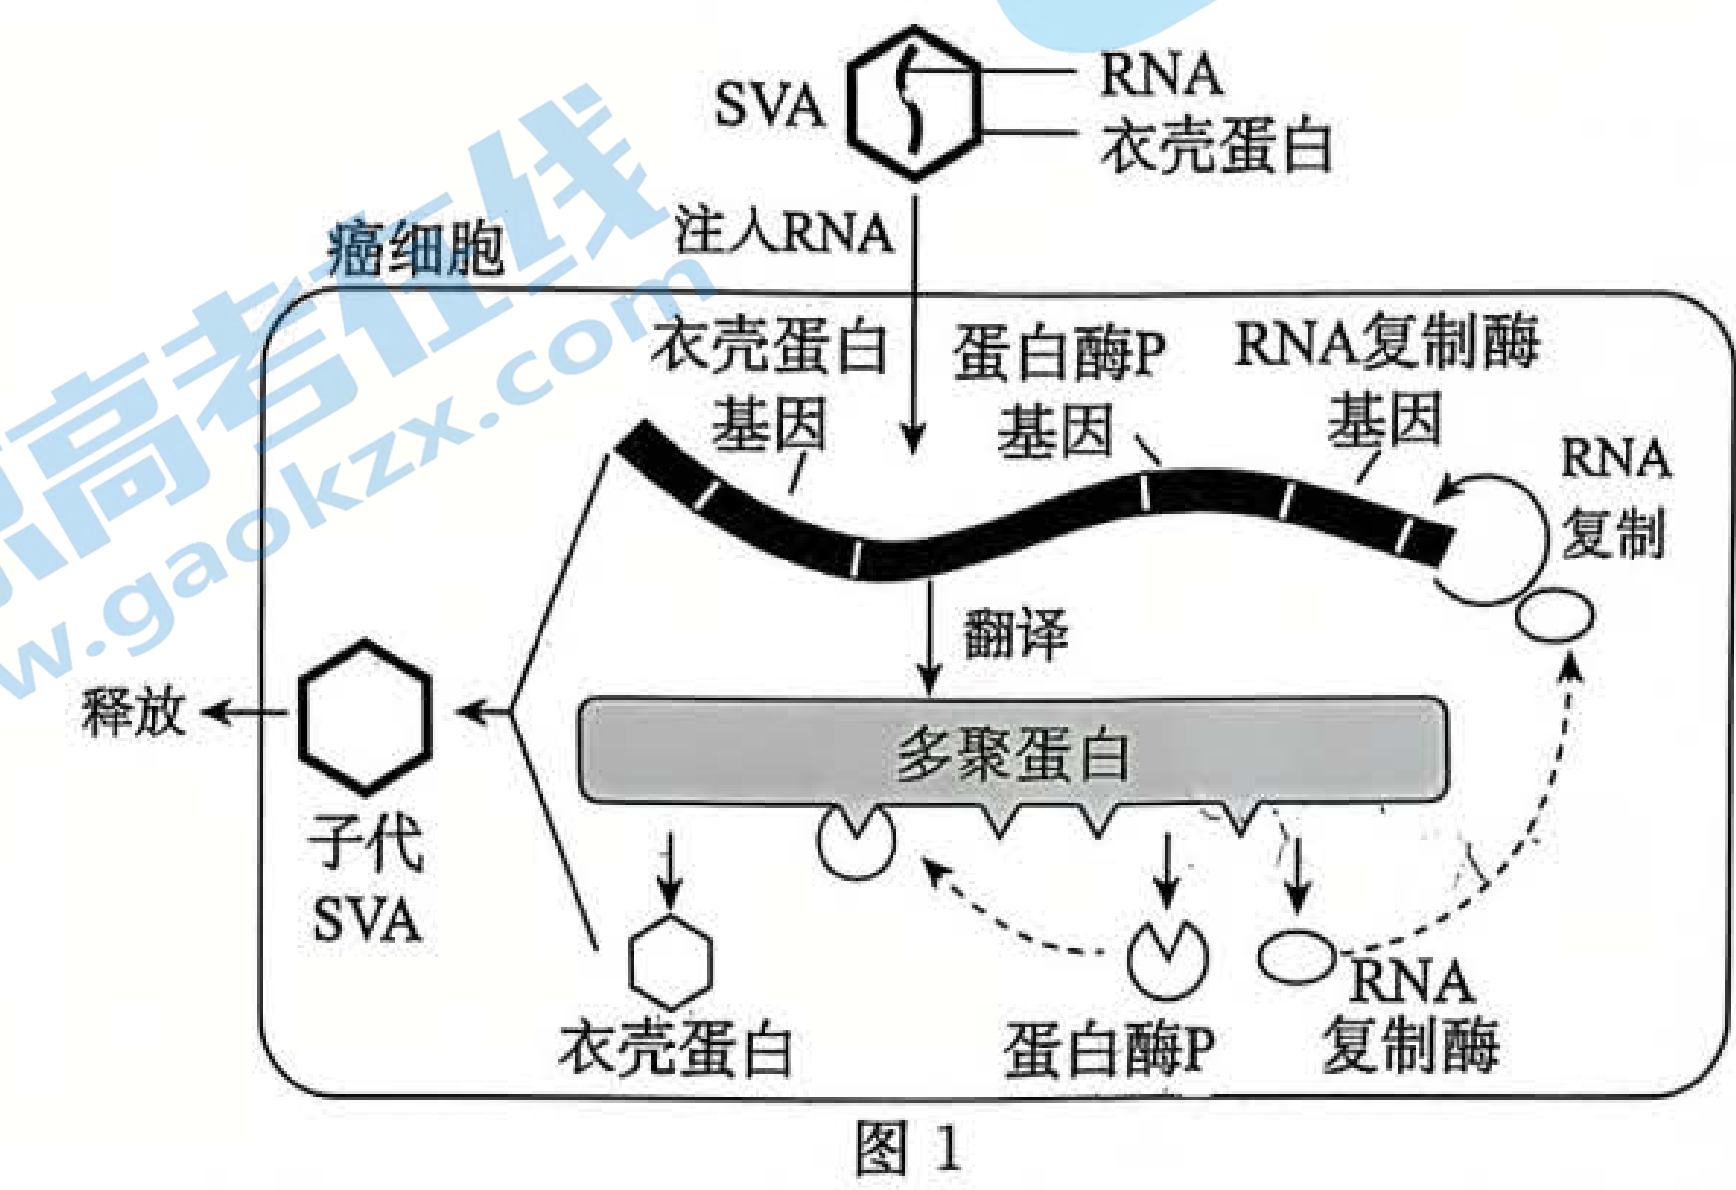 SVA
RNA
衣壳蛋白
注入RNA
癌细胞
衣壳蛋白
基因
蛋白酶P
基因
RNA复制酶
基因
RNA
复制
翻译
多聚蛋白
释放
子代
SVA
衣壳蛋白
蛋白酶P
RNA
复制酶
图 1
高考在线
w.gaokzx.com